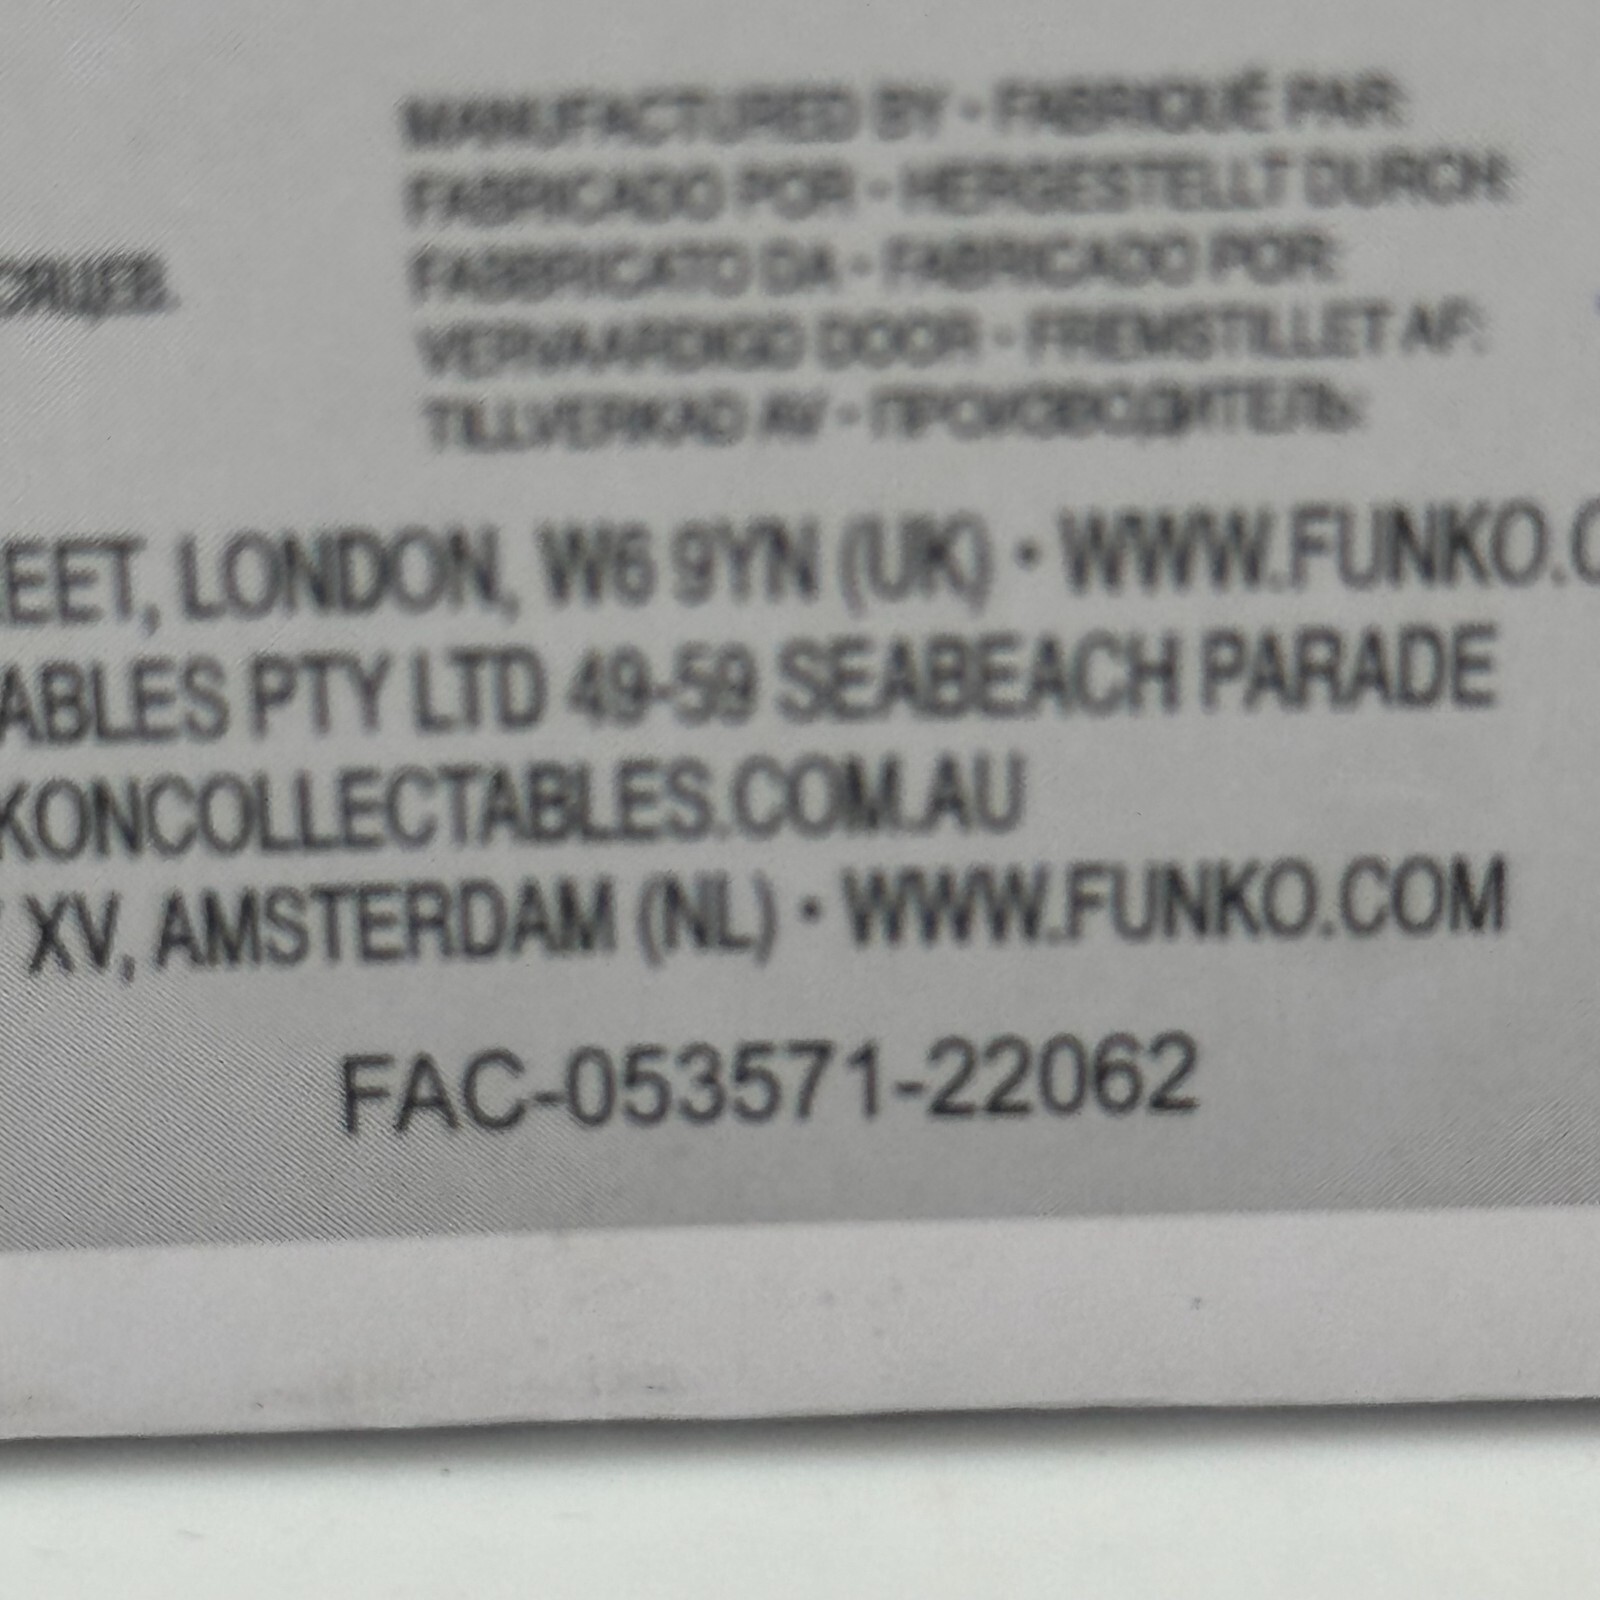 MANUFACTURED BY • FABRIQUÉ PAR:
FABRICADO POR • HERGESTELLT DURCH:
FABBRICATO DA • FABRICADO POR:
VERVAARDIGD DOOR • FREMSTILLET AF:
TILLVERKAD AV • ПРОИЗВОДИТЕЛЬ:
EET, LONDON, W6 9YN (UK) • WWW.FUNKO.C
ABLES PTY LTD 49-59 SEABEACH PARADE
KONCOLLECTABLES.COM.AU
XV, AMSTERDAM (NL) • WWW.FUNKO.COM
FAC-053571-22062